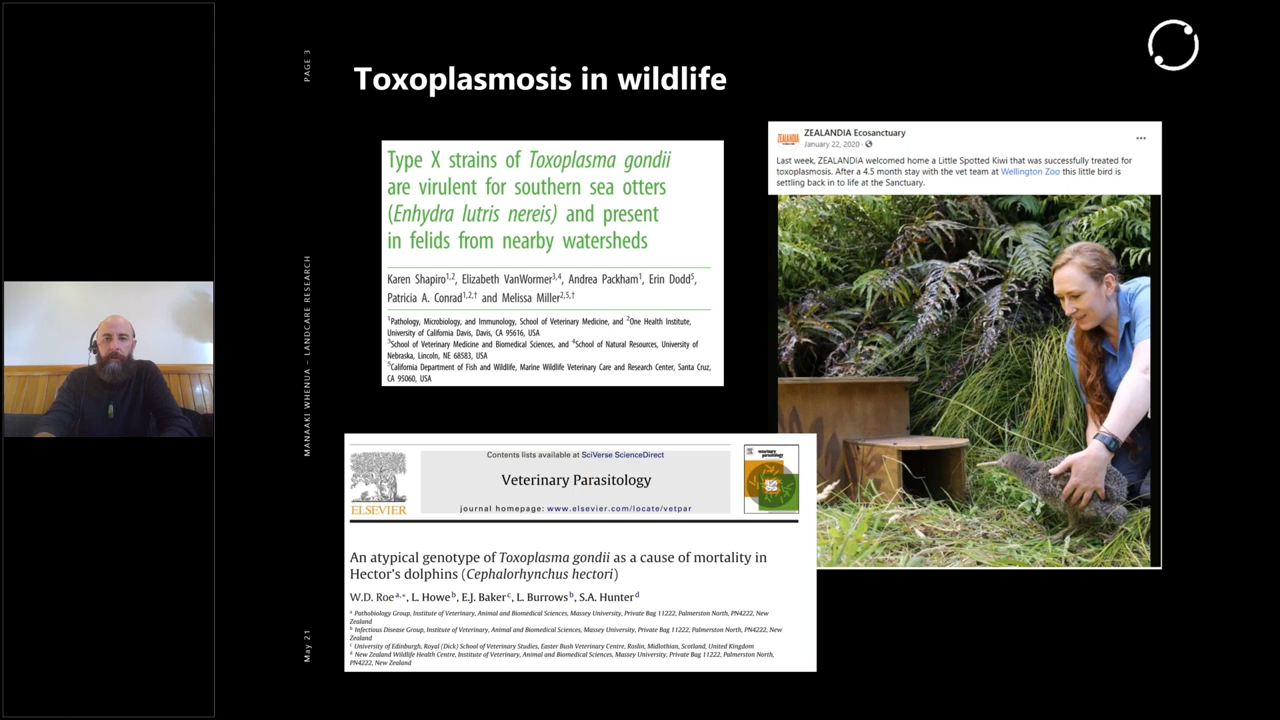 PAGE 3
MANAAKI WHENUA – LANDCARE RESEARCH
May 21
Toxoplasmosis in wildlife
Type X strains of Toxoplasma gondii
are virulent for southern sea otters
(Enhydra lutris nereis) and present
in felids from nearby watersheds
Karen Shapiro1,2, Elizabeth VanWormer3,4, Andrea Packham1, Erin Dodd5,
Patricia A. Conrad1,2,† and Melissa Miller2,5,†
1Pathology, Microbiology, and Immunology, School of Veterinary Medicine, and 2One Health Institute,
University of California Davis, Davis, CA 95616, USA
3School of Veterinary Medicine and Biomedical Sciences, and 4School of Natural Resources, University of
Nebraska, Lincoln, NE 68583, USA
5California Department of Fish and Wildlife, Marine Wildlife Veterinary Care and Research Center, Santa Cruz,
CA 95060, USA
ZEALANDIA
ZEALANDIA Ecosanctuary
January 22, 2020 ·
Last week, ZEALANDIA welcomed home a Little Spotted Kiwi that was successfully treated for
toxoplasmosis. After a 4.5 month stay with the vet team at Wellington Zoo this little bird is
settling back in to life at the Sanctuary.
ELSEVIER
Contents lists available at SciVerse ScienceDirect
Veterinary Parasitology
journal homepage: www.elsevier.com/locate/vetpar
veterinary
parasitology
An atypical genotype of Toxoplasma gondii as a cause of mortality in
Hector's dolphins (Cephalorhynchus hectori)
W.D. Roe a,*, L. Howe b, E.J. Baker c, L. Burrows b, S.A. Hunter d
a Pathobiology Group, Institute of Veterinary, Animal and Biomedical Sciences, Massey University, Private Bag 11222, Palmerston North, PN4222, New
Zealand
b Infectious Disease Group, Institute of Veterinary, Animal and Biomedical Sciences, Massey University, Private Bag 11222, Palmerston North, PN4222, New
Zealand
c University of Edinburgh, Royal (Dick) School of Veterinary Studies, Easter Bush Veterinary Centre, Roslin, Midlothian, Scotland, United Kingdom
d New Zealand Wildlife Health Centre, Institute of Veterinary, Animal and Biomedical Sciences, Massey University, Private Bag 11222, Palmerston North,
PN4222, New Zealand